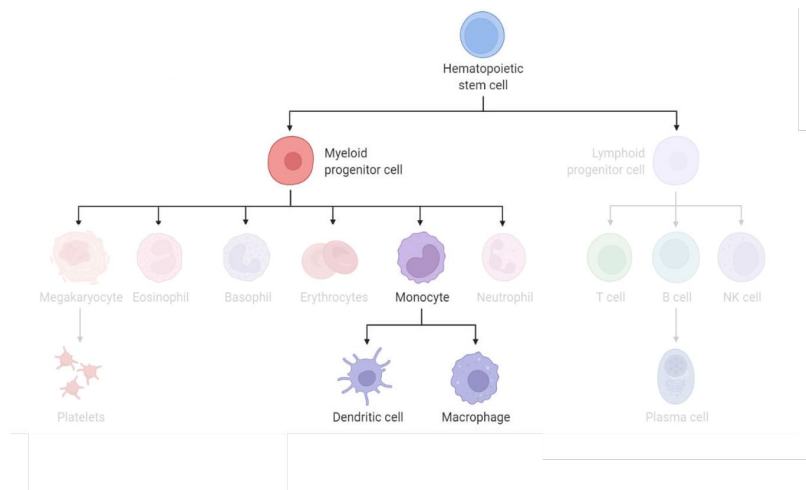 Hematopoietic
stem cell
Myeloid
progenitor cell
Lymphoid
progenitor cell
Megakaryocyte
Eosinophil
Basophil
Erythrocytes
Monocyte
Neutrophil
T cell
B cell
NK cell
Platelets
Dendritic cell
Macrophage
Plasma cell